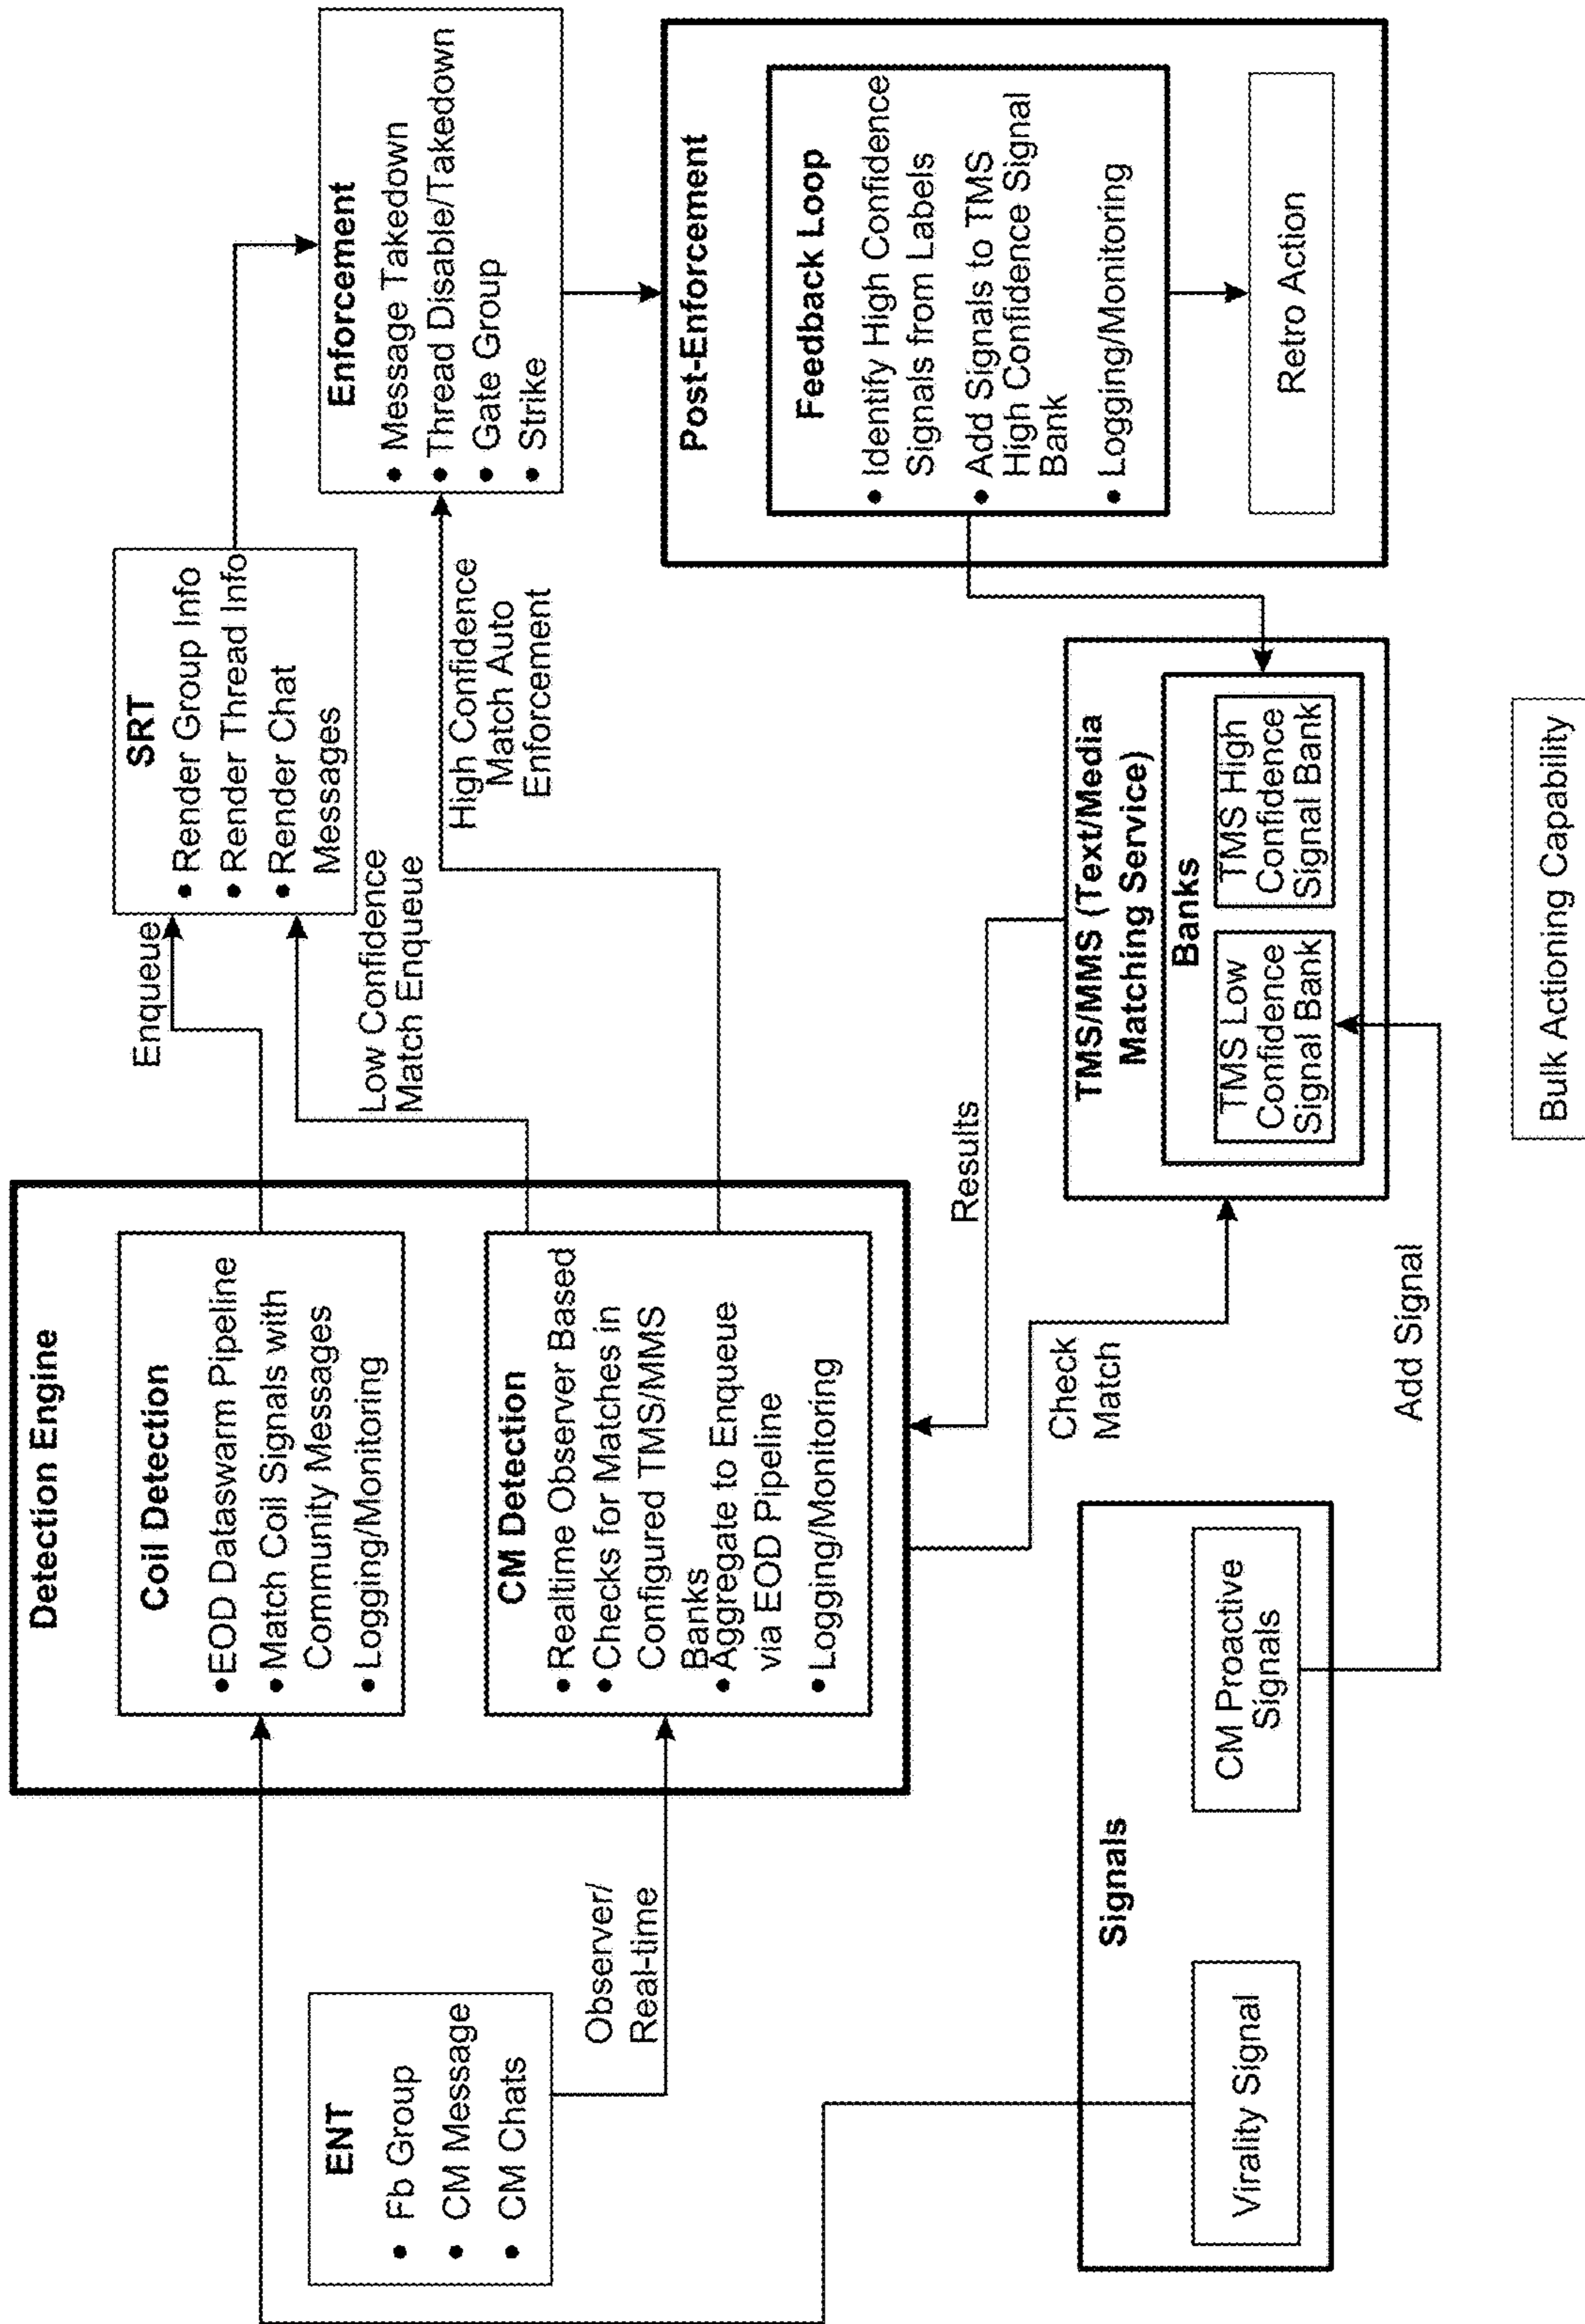 Detection Engine
Coil Detection
• EOD Dataswarm Pipeline
• Match Coil Signals with
Community Messages
• Logging/Monitoring
CM Detection
• Realtime Observer Based
• Checks for Matches in
Configured TMS/MMS
Banks
• Aggregate to Enqueue
via EOD Pipeline
• Logging/Monitoring
ENT
• Fb Group
• CM Message
• CM Chats
Observer/
Real-time
Enqueue
Low Confidence
Match Enqueue
SRT
• Render Group Info
• Render Thread Info
• Render Chat
Messages
High Confidence
Match Auto
Enforcement
Enforcement
• Message Takedown
• Thread Disable/Takedown
• Gate Group
• Strike
Post-Enforcement
Feedback Loop
• Identify High Confidence
Signals from Labels
• Add Signals to TMS
High Confidence Signal
Bank
• Logging/Monitoring
Retro Action
Results
Check
Match
TMS/MMS (Text/Media
Matching Service)
Banks
TMS Low
Confidence
Signal Bank
TMS High
Confidence
Signal Bank
Signals
Virality Signal
CM Proactive
Signals
Add Signal
Bulk Actioning Capability